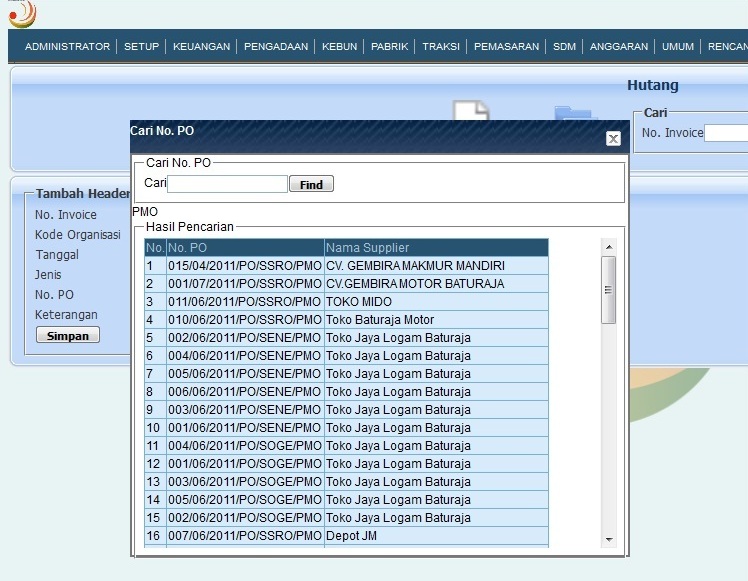 ADMINISTRATOR SETUP KEUANGAN PENGADAAN KEBUN PABRIK TRAKSI PEMASARAN SDM ANGGARAN UMUM RENCAN
Hutang
Cari
No. Invoice
Tambah Header
No. Invoice
Kode Organisasi
Tanggal
Jenis
No. PO
Keterangan
Simpan
Cari No. PO
Cari No. PO
Cari Find
PMO
Hasil Pencarian
No. No. PO Nama Supplier
1 015/04/2011/PO/SSRO/PMO CV. GEMBIRA MAKMUR MANDIRI
2 001/07/2011/PO/SSRO/PMO CV.GEMBIRA MOTOR BATURAJA
3 011/06/2011/PO/SSRO/PMO TOKO MIDO
4 010/06/2011/PO/SSRO/PMO Toko Baturaja Motor
5 002/06/2011/PO/SENE/PMO Toko Jaya Logam Baturaja
6 004/06/2011/PO/SENE/PMO Toko Jaya Logam Baturaja
7 005/06/2011/PO/SENE/PMO Toko Jaya Logam Baturaja
8 006/06/2011/PO/SENE/PMO Toko Jaya Logam Baturaja
9 003/06/2011/PO/SENE/PMO Toko Jaya Logam Baturaja
10 001/06/2011/PO/SENE/PMO Toko Jaya Logam Baturaja
11 004/06/2011/PO/SOGE/PMO Toko Jaya Logam Baturaja
12 001/06/2011/PO/SOGE/PMO Toko Jaya Logam Baturaja
13 003/06/2011/PO/SOGE/PMO Toko Jaya Logam Baturaja
14 005/06/2011/PO/SOGE/PMO Toko Jaya Logam Baturaja
15 002/06/2011/PO/SOGE/PMO Toko Jaya Logam Baturaja
16 007/06/2011/PO/SSRO/PMO Depot JM